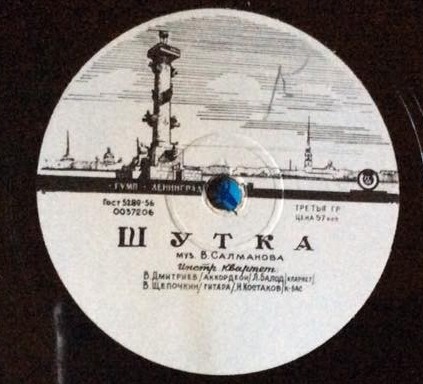 ГУМП - ЛЕНИНГРАД
Гост 5289-56
0037206
ТРЕТЬЯ ГР
ЦЕНА 57 коп
ШУТКА
МУЗ. В. САЛМАНОВА
Инстр. Квартет
В. ДМИТРИЕВ/АККОРДЕОН/Л. БАЛОД/КЛАРНЕТ/
В. ЩЕПОЧКИН/ГИТАРА/Н. КОСТАКОВ/К-БАС